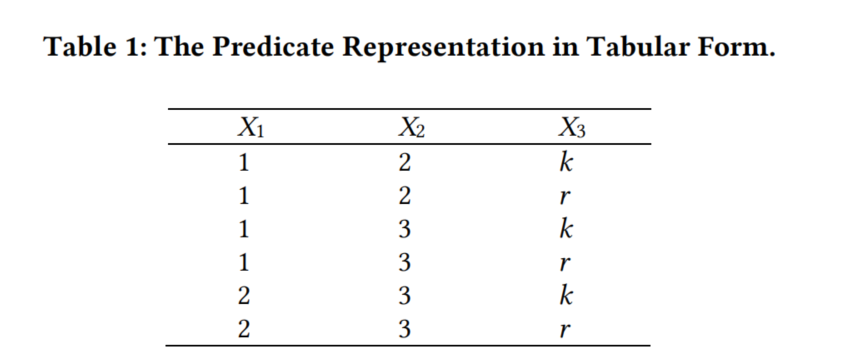 Table 1: The Predicate Representation in Tabular Form.
X1 X2 X3
1 2 k
1 2 r
1 3 k
1 3 r
2 3 k
2 3 r